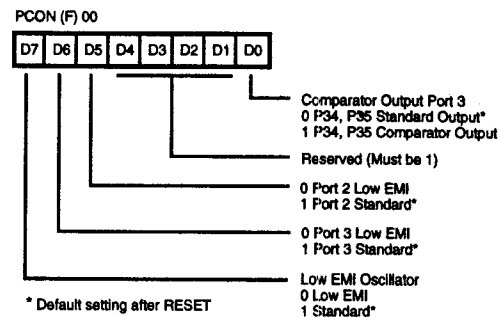 PCON (F) 00
D7 D6 D5 D4 D3 D2 D1 D0
Comparator Output Port 3
0 P34, P35 Standard Output*
1 P34, P35 Comparator Output
Reserved (Must be 1)
0 Port 2 Low EMI
1 Port 2 Standard*
0 Port 3 Low EMI
1 Port 3 Standard*
Low EMI Oscillator
0 Low EMI
1 Standard*
* Default setting after RESET